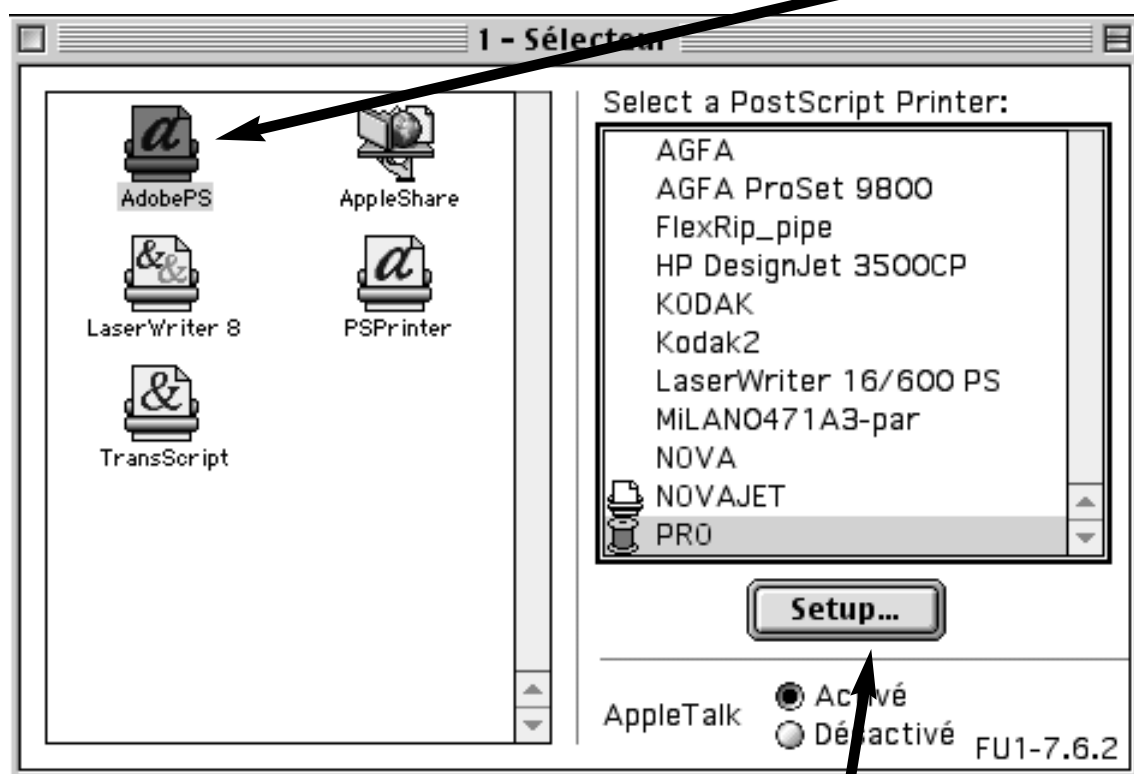 1 - Sélecteur
AdobePS
AppleShare
LaserWriter 8
PSPrinter
TransScript
Select a PostScript Printer:
AGFA
AGFA ProSet 9800
FlexRip_pipe
HP DesignJet 3500CP
KODAK
Kodak2
LaserWriter 16/600 PS
MiLANO471A3-par
NOVA
NOVAJET
PRO
Setup...
AppleTalk
Activé
Désactivé
FU1-7.6.2